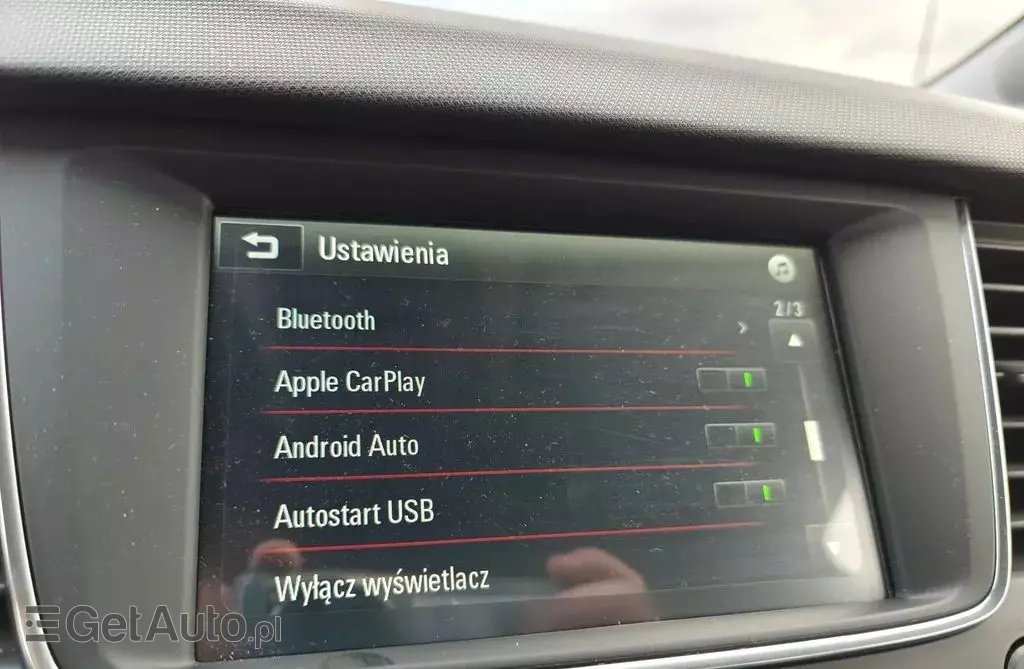 Ustawienia
2/3
Bluetooth
Apple CarPlay
Android Auto
Autostart USB
Wyłącz wyświetlacz
GetAuto.pl